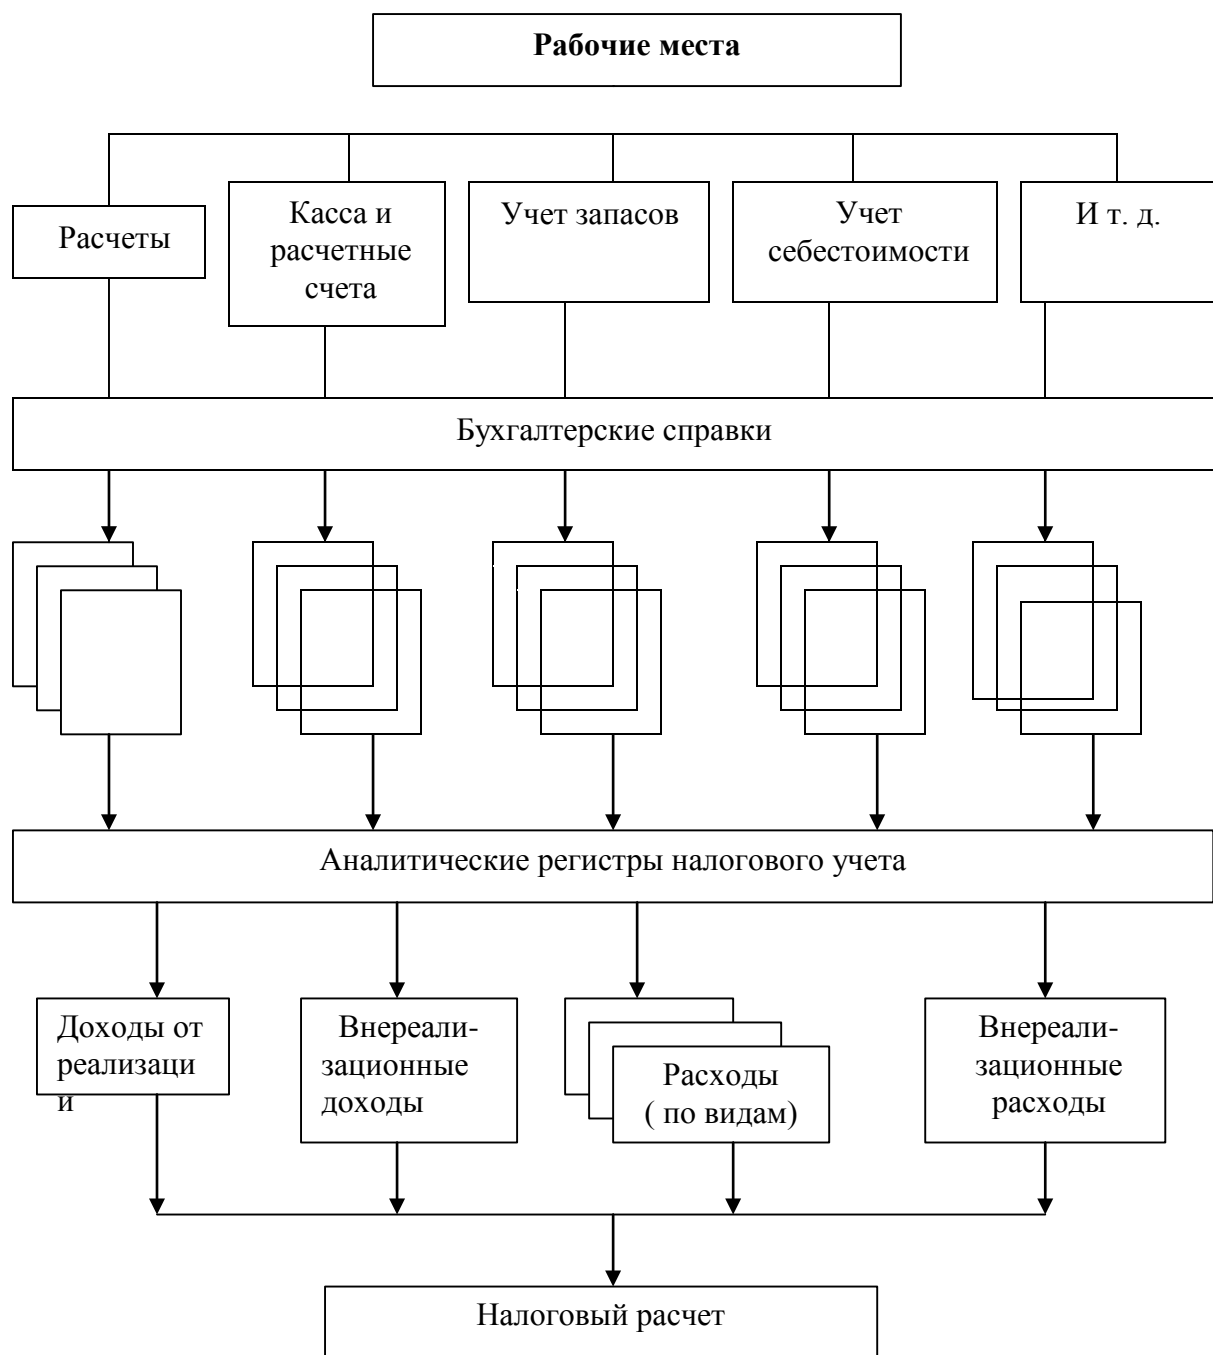 Рабочие места
Расчеты
Касса и
расчетные
счета
Учет запасов
Учет
себестоимости
И т. д.
Бухгалтерские справки
Аналитические регистры налогового учета
Доходы от
реализаци
и
Внереали-
зационные
доходы
Расходы
( по видам)
Внереали-
зационные
расходы
Налоговый расчет